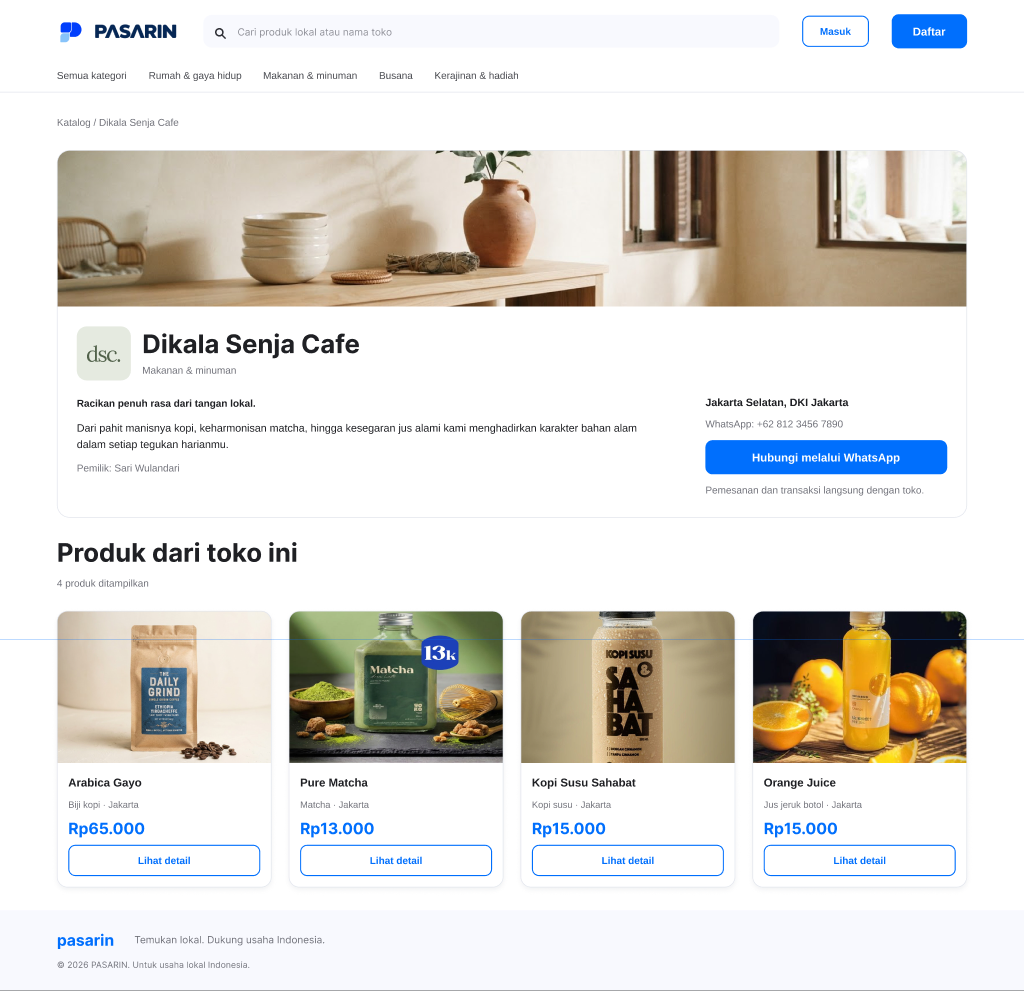 PASARIN
Cari produk lokal atau nama toko
Masuk
Daftar
Semua kategori
Rumah & gaya hidup
Makanan & minuman
Busana
Kerajinan & hadiah
Katalog / Dikala Senja Cafe
dsc.
Dikala Senja Cafe
Makanan & minuman
Racikan penuh rasa dari tangan lokal.
Dari pahit manisnya kopi, keharmonisan matcha, hingga kesegaran jus alami kami menghadirkan karakter bahan alam
dalam setiap tegukan harianmu.
Pemilik: Sari Wulandari
Jakarta Selatan, DKI Jakarta
WhatsApp: +62 812 3456 7890
Hubungi melalui WhatsApp
Pemesanan dan transaksi langsung dengan toko.
Produk dari toko ini
4 produk ditampilkan
THE
DAILY
GRIND
ETHIOPIA
Matcha
13k
KOPI SUSU
SA
&
HA
BAT
Arabica Gayo
Biji kopi · Jakarta
Rp65.000
Lihat detail
Pure Matcha
Matcha · Jakarta
Rp13.000
Lihat detail
Kopi Susu Sahabat
Kopi susu · Jakarta
Rp15.000
Lihat detail
Orange Juice
Jus jeruk botol · Jakarta
Rp15.000
Lihat detail
pasarin
Temukan lokal. Dukung usaha Indonesia.
© 2026 PASARIN. Untuk usaha lokal Indonesia.